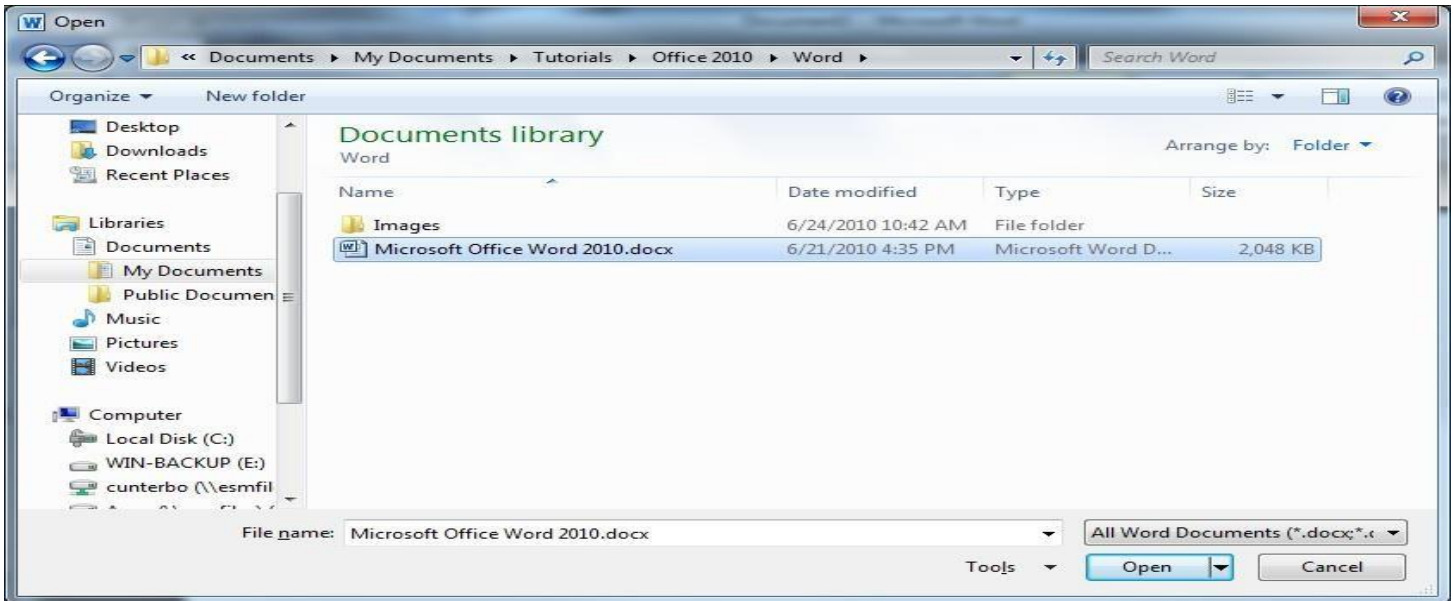 Open
« Documents ▸ My Documents ▸ Tutorials ▸ Office 2010 ▸ Word ▸
Search Word
Organize
New folder
Desktop
Downloads
Recent Places
Libraries
Documents
My Documents
Public Documen
Music
Pictures
Videos
Computer
Local Disk (C:)
WIN-BACKUP (E:)
cunterbo (\\esmfil
Documents library
Word
Arrange by: Folder
Name Date modified Type Size
Images 6/24/2010 10:42 AM File folder
Microsoft Office Word 2010.docx 6/21/2010 4:35 PM Microsoft Word D... 2,048 KB
File name: Microsoft Office Word 2010.docx
All Word Documents (*.docx;*.
Tools Open Cancel